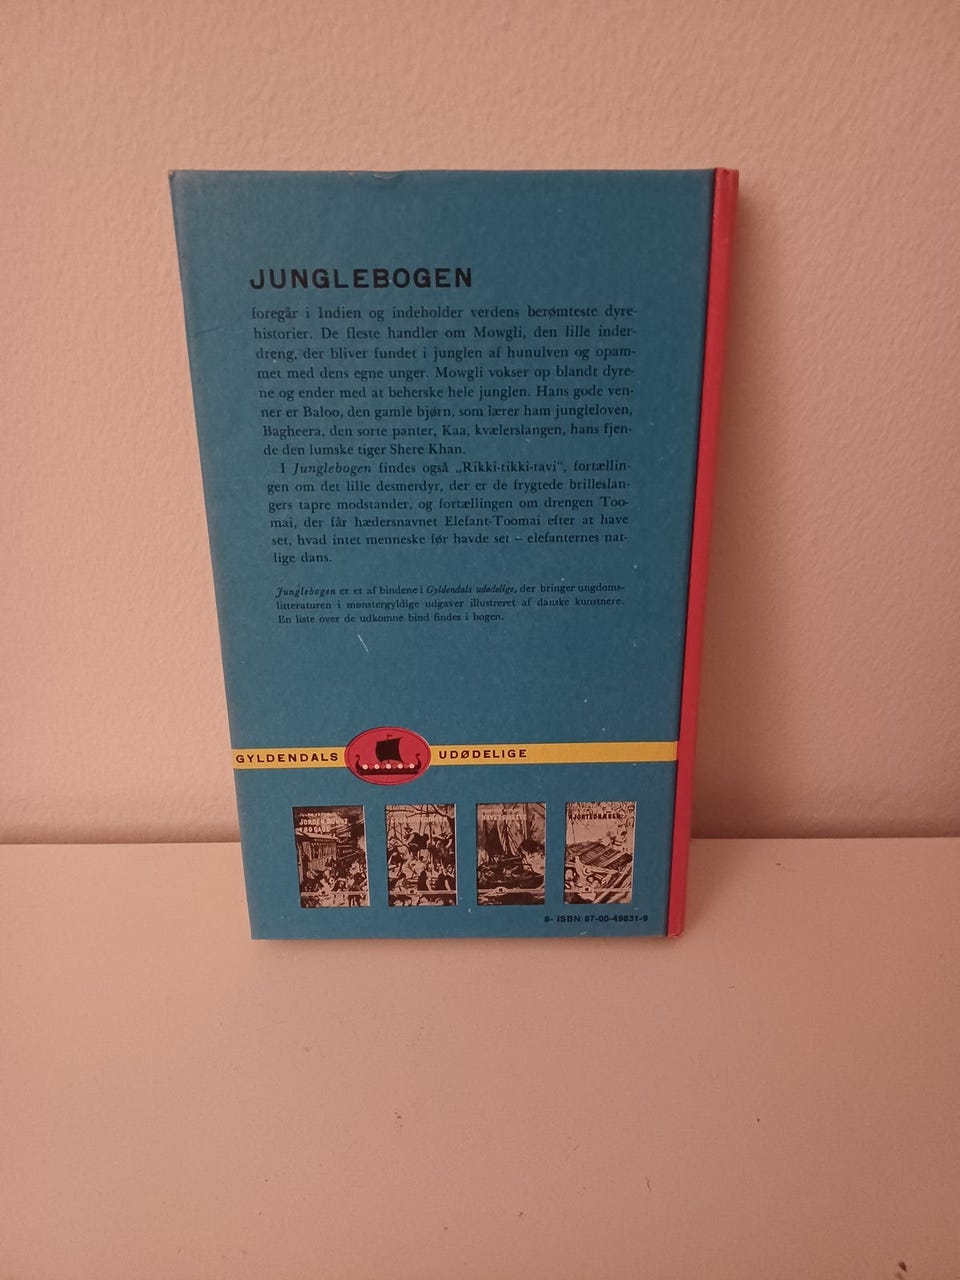 JUNGLEBOGEN
foregår i Indien og indeholder verdens berømteste dyre-
historier. De fleste handler om Mowgli, den lille inder-
dreng, der bliver fundet i junglen af hunulven og opam-
met med dens egne unger. Mowgli vokser op blandt dyre-
ne og ender med at beherske hele junglen. Hans gode ven-
ner er Baloo, den gamle bjørn, som lærer ham jungleloven,
Bagheera, den sorte panter, Kaa, kvælerslangen, hans fjen-
de den lumske tiger Shere Khan.
I Junglebogen findes også „Rikki-tikki-tavi“, fortællin-
gen om det lille desmerdyr, der er de frygtede brilleslan-
gers tapre modstander, og fortællingen om drengen Too-
mai, der får hædersnavnet Elefant-Toomai efter at have
set, hvad intet menneske før havde set – elefanternes nat-
lige dans.
Junglebogen er et af bindene i Gyldendals udødelige, der bringer ungdoms-
litteraturen i mønstergyldige udgaver illustreret af danske kunstnere.
En liste over de udkomne bind findes i bogen.
GYLDENDALS UDØDELIGE
JORDEN RUNDT
HJORTEDRÆBER
8- ISBN 87-00-49831-9